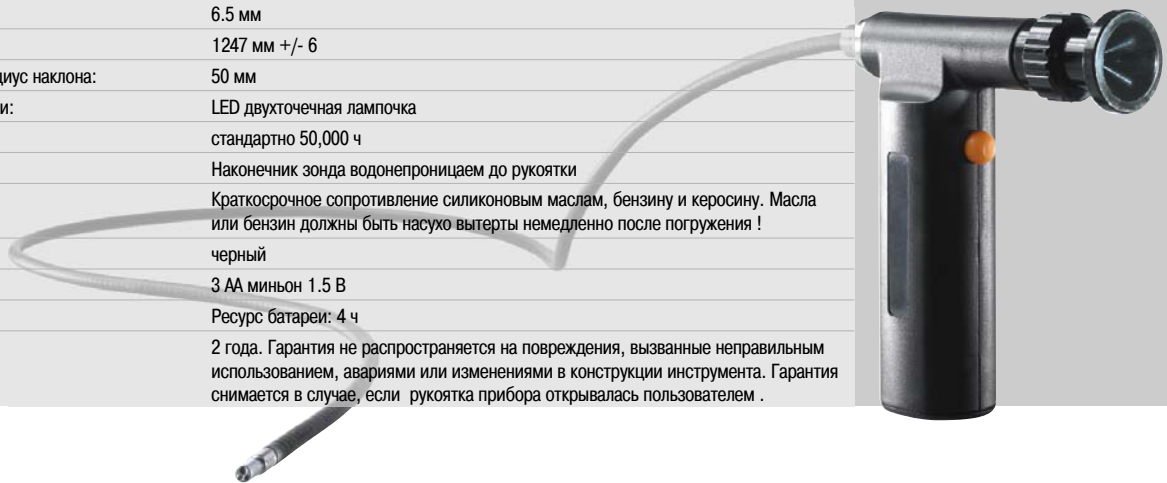 6.5 мм
1247 мм +/- 6
диус наклона: 50 мм
и: LED двухточечная лампочка
стандартно 50,000 ч
Наконечник зонда водонепроницаем до рукоятки
Краткосрочное сопротивление силиконовым маслам, бензину и керосину. Масла
или бензин должны быть насухо вытерты немедленно после погружения !
черный
3 АА миньон 1.5 В
Ресурс батареи: 4 ч
2 года. Гарантия не распространяется на повреждения, вызванные неправильным
использованием, авариями или изменениями в конструкции инструмента. Гарантия
снимается в случае, если рукоятка прибора открывалась пользователем .